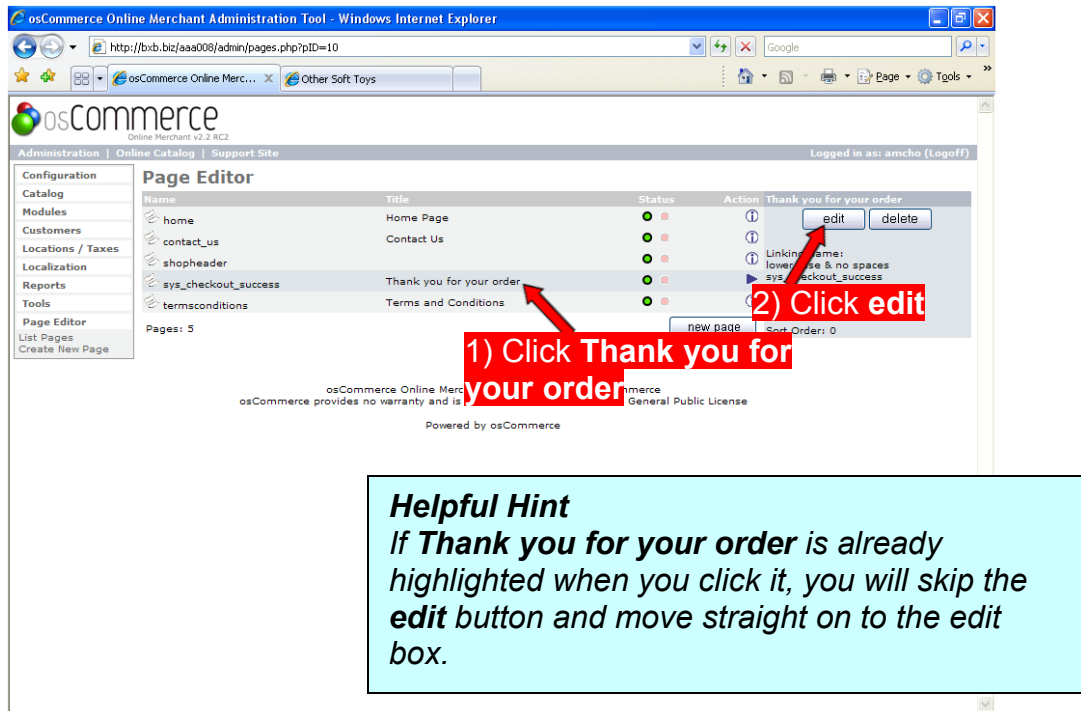 osCommerce Online Merchant Administration Tool - Windows Internet Explorer
http://bxb.biz/aaa008/admin/pages.php?pID=10
Google
osCommerce Online Merc...
Other Soft Toys
Page
Tools
osCommerce
Online Merchant v2.2 RC2
Administration | Online Catalog | Support Site
Logged in as: amcho (Logoff)
Configuration
Catalog
Modules
Customers
Locations / Taxes
Localization
Reports
Tools
Page Editor
List Pages
Create New Page
Page Editor
Name Title Status Action
home Home Page
contact_us Contact Us
shopheader
sys_checkout_success Thank you for your order
termsconditions Terms and Conditions
Pages: 5
new page
Thank you for your order
edit delete
Linking
lower & no spaces
sys_checkout_success
Sort Order: 0
1) Click Thank you for
your order
2) Click edit
osCommerce Online Merc
osCommerce provides no warranty and is General Public License
Powered by osCommerce
Helpful Hint
If Thank you for your order is already
highlighted when you click it, you will skip the
edit button and move straight on to the edit
box.